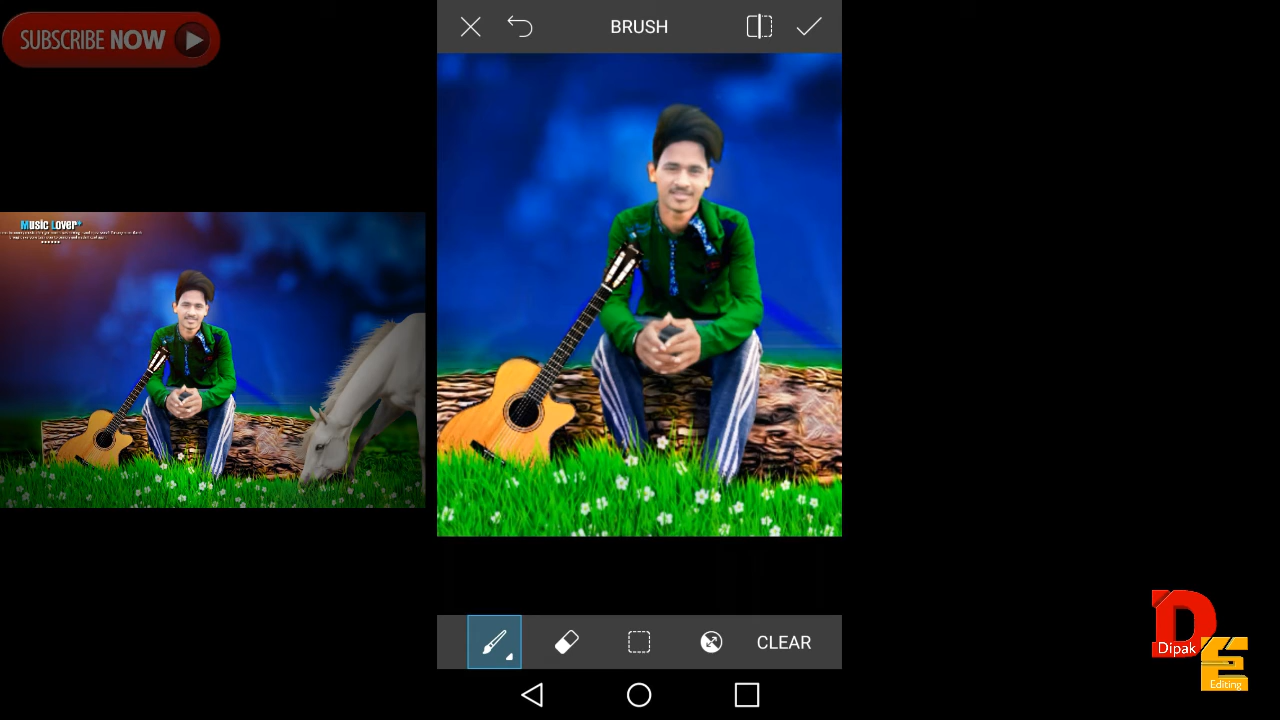 SUBSCRIBE NOW
BRUSH
Music Lover
CLEAR
D
Dipak
E
Editing